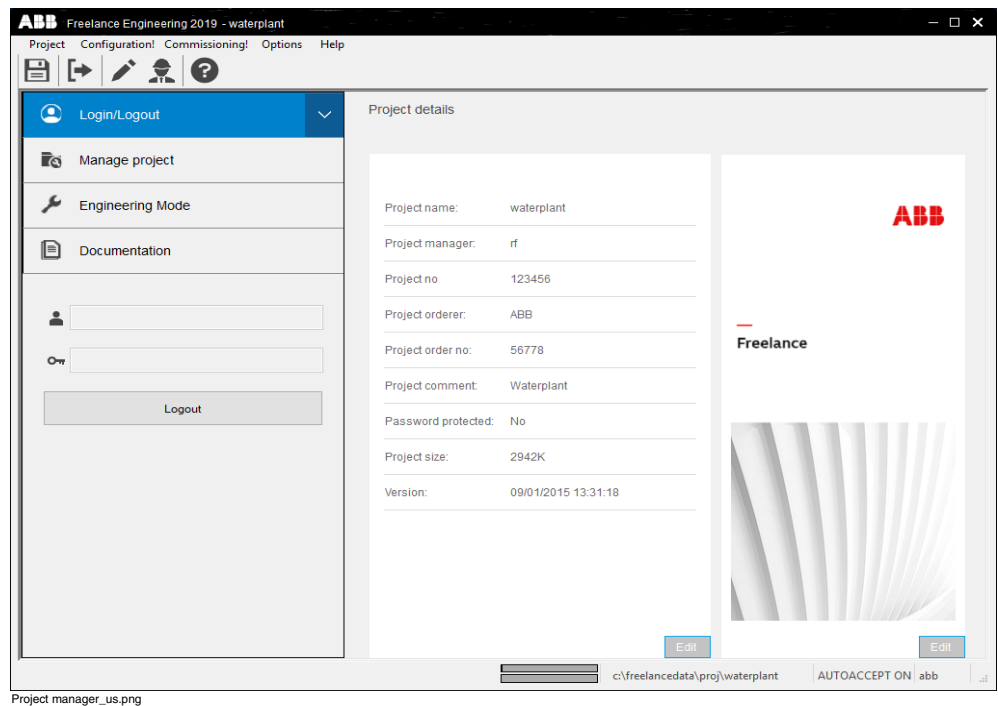 ABB Freelance Engineering 2019 - waterplant
Project Configuration! Commissioning! Options Help
Login/Logout
Manage project
Engineering Mode
Documentation
Logout
Project details
Project name: waterplant
Project manager: rf
Project no 123456
Project orderer: ABB
Project order no: 56778
Project comment: Waterplant
Password protected: No
Project size: 2942K
Version: 09/01/2015 13:31:18
Edit
ABB
Freelance
Edit
c:\freelancedata\proj\waterplant AUTOACCEPT ON abb
Project manager_us.png